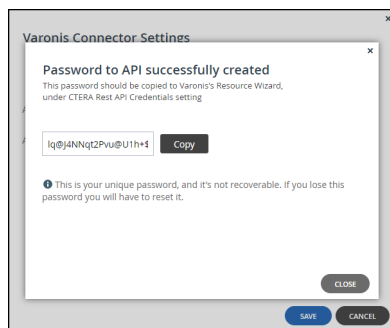 Varonis Connector Settings
×
×
Password to API successfully created
This password should be copied to Varonis's Resource Wizard,
under CTERA Rest API Credentials setting
lq@J4NNqt2Pvu@U1h+$
Copy
This is your unique password, and it's not recoverable. If you lose this
password you will have to reset it.
CLOSE
SAVE
CANCEL